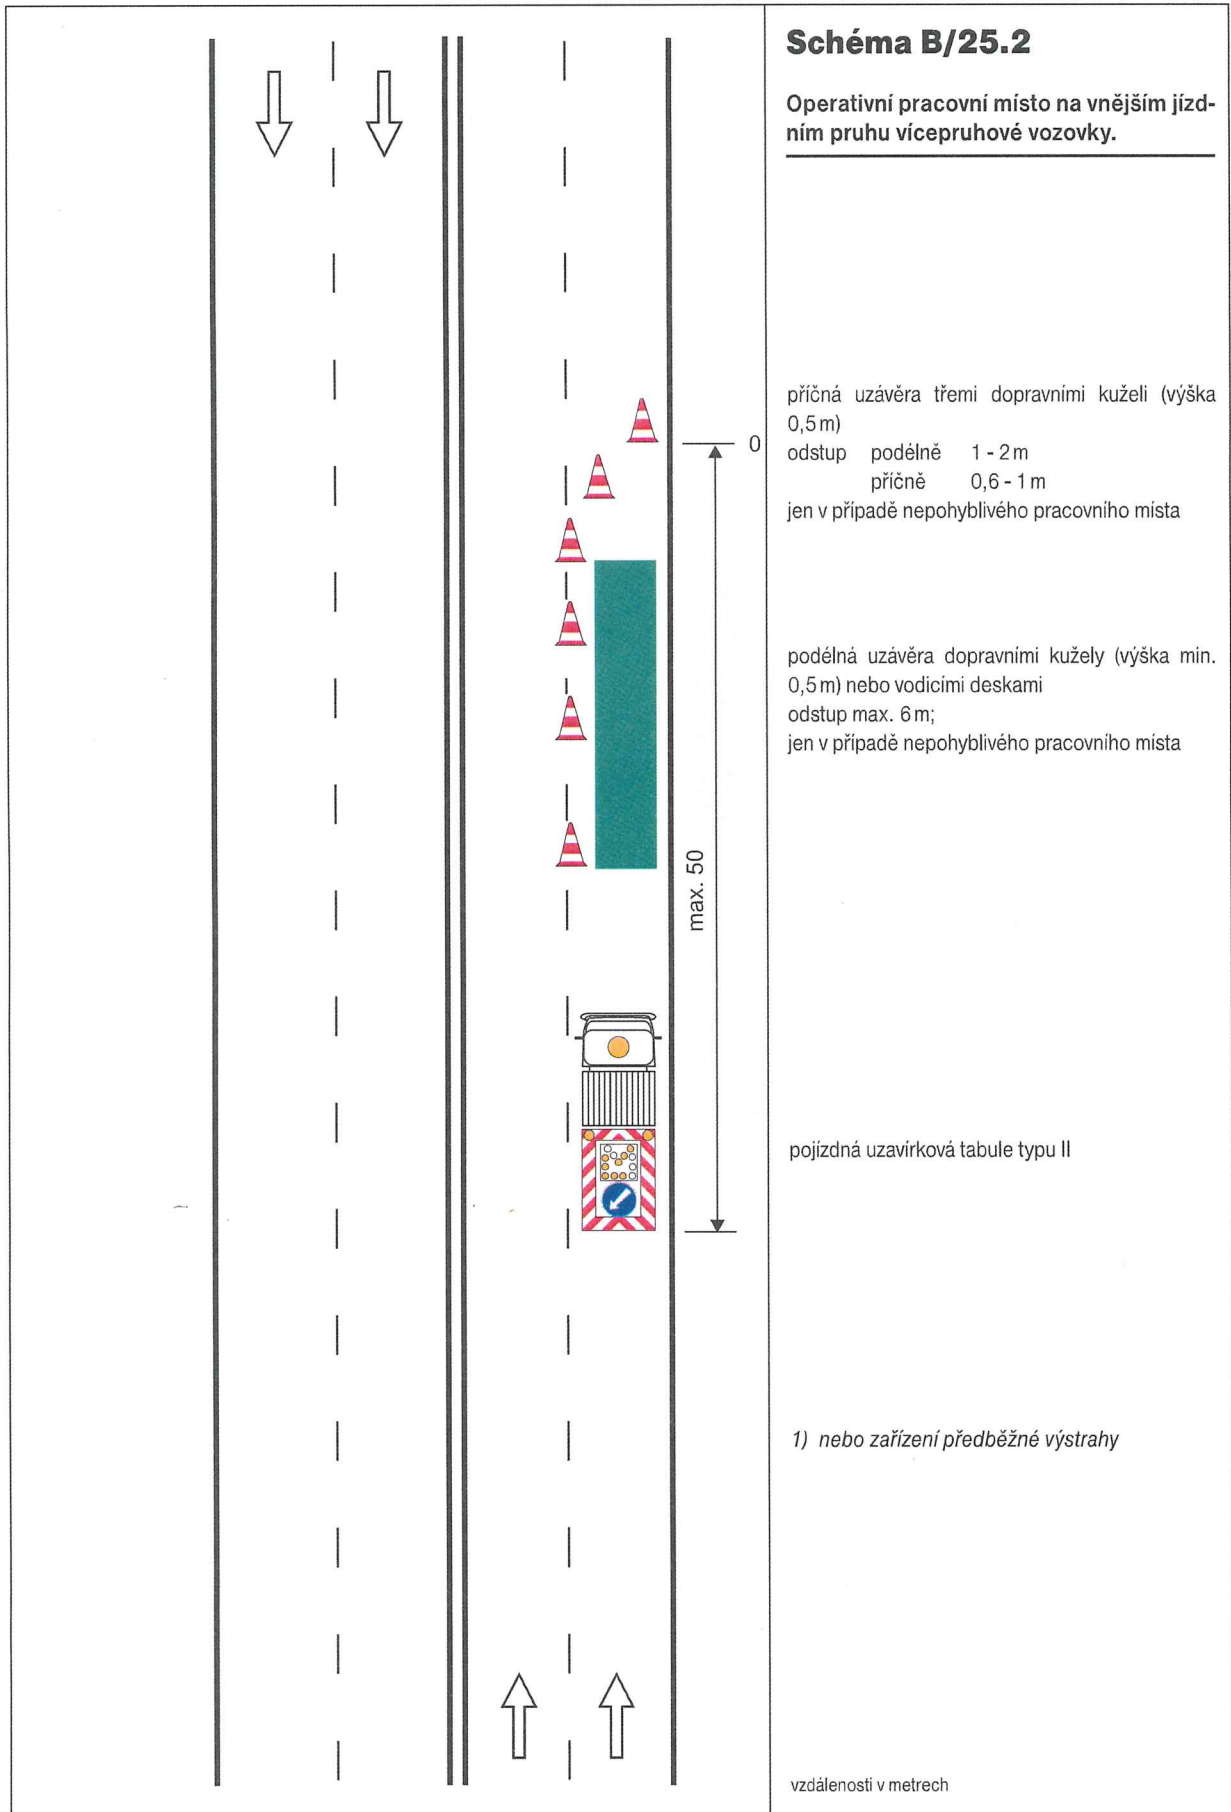 Schéma B/25.2
Operativní pracovní místo na vnějším jízd-
ním pruhu vícepruhové vozovky.
příčná uzávěra třemi dopravními kuželi (výška
0,5 m)
odstup podélně 1 - 2 m
příčně 0,6 - 1 m
jen v případě nepohyblivého pracovního místa
0
podélná uzávěra dopravními kužely (výška min.
0,5 m) nebo vodicími deskami
odstup max. 6 m;
jen v případě nepohyblivého pracovního místa
max. 50
pojízdná uzavírková tabule typu II
1) nebo zařízení předběžné výstrahy
vzdálenosti v metrech